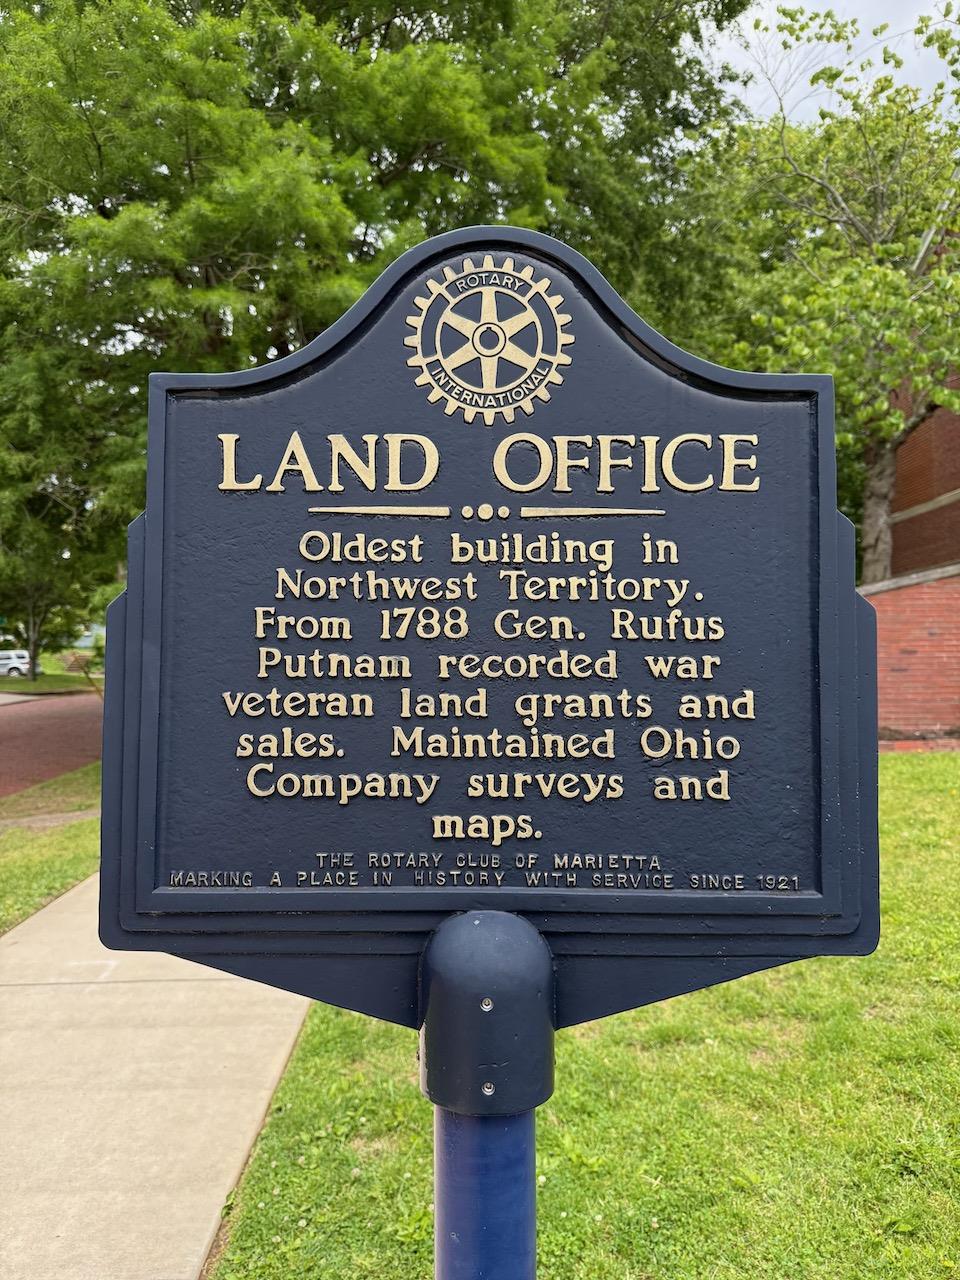 ROTARY
INTERNATIONAL
LAND OFFICE
Oldest building in
Northwest Territory.
From 1788 Gen. Rufus
Putnam recorded war
veteran land grants and
sales. Maintained Ohio
Company surveys and
maps.
THE ROTARY CLUB OF MARIETTA
MARKING A PLACE IN HISTORY WITH SERVICE SINCE 1921